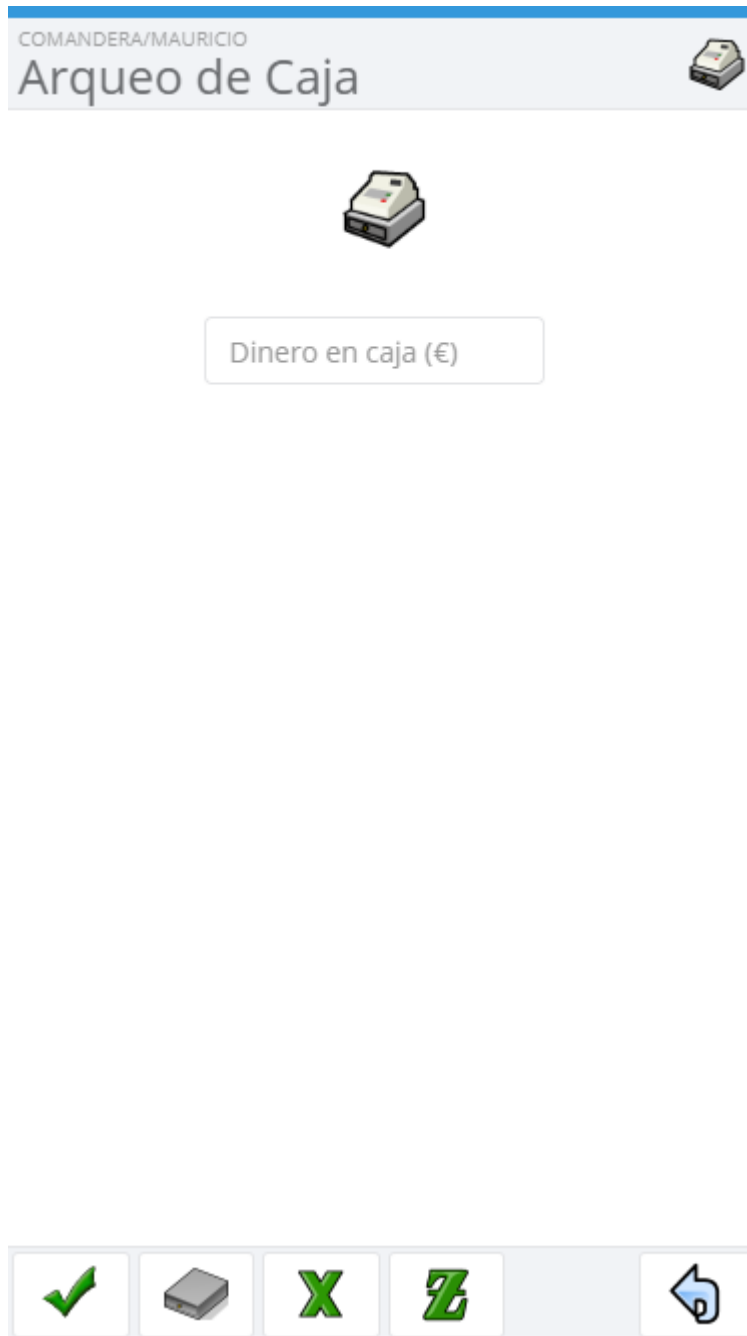 COMANDERA/MAURICIO
Arqueo de Caja
Dinero en caja (€)
X
Z